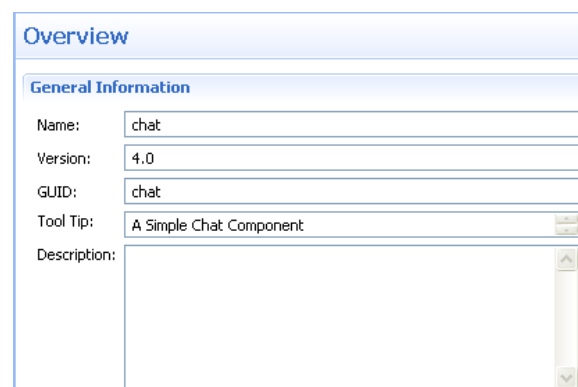 Overview
General Information
Name: chat
Version: 4.0
GUID: chat
Tool Tip: A Simple Chat Component
Description: